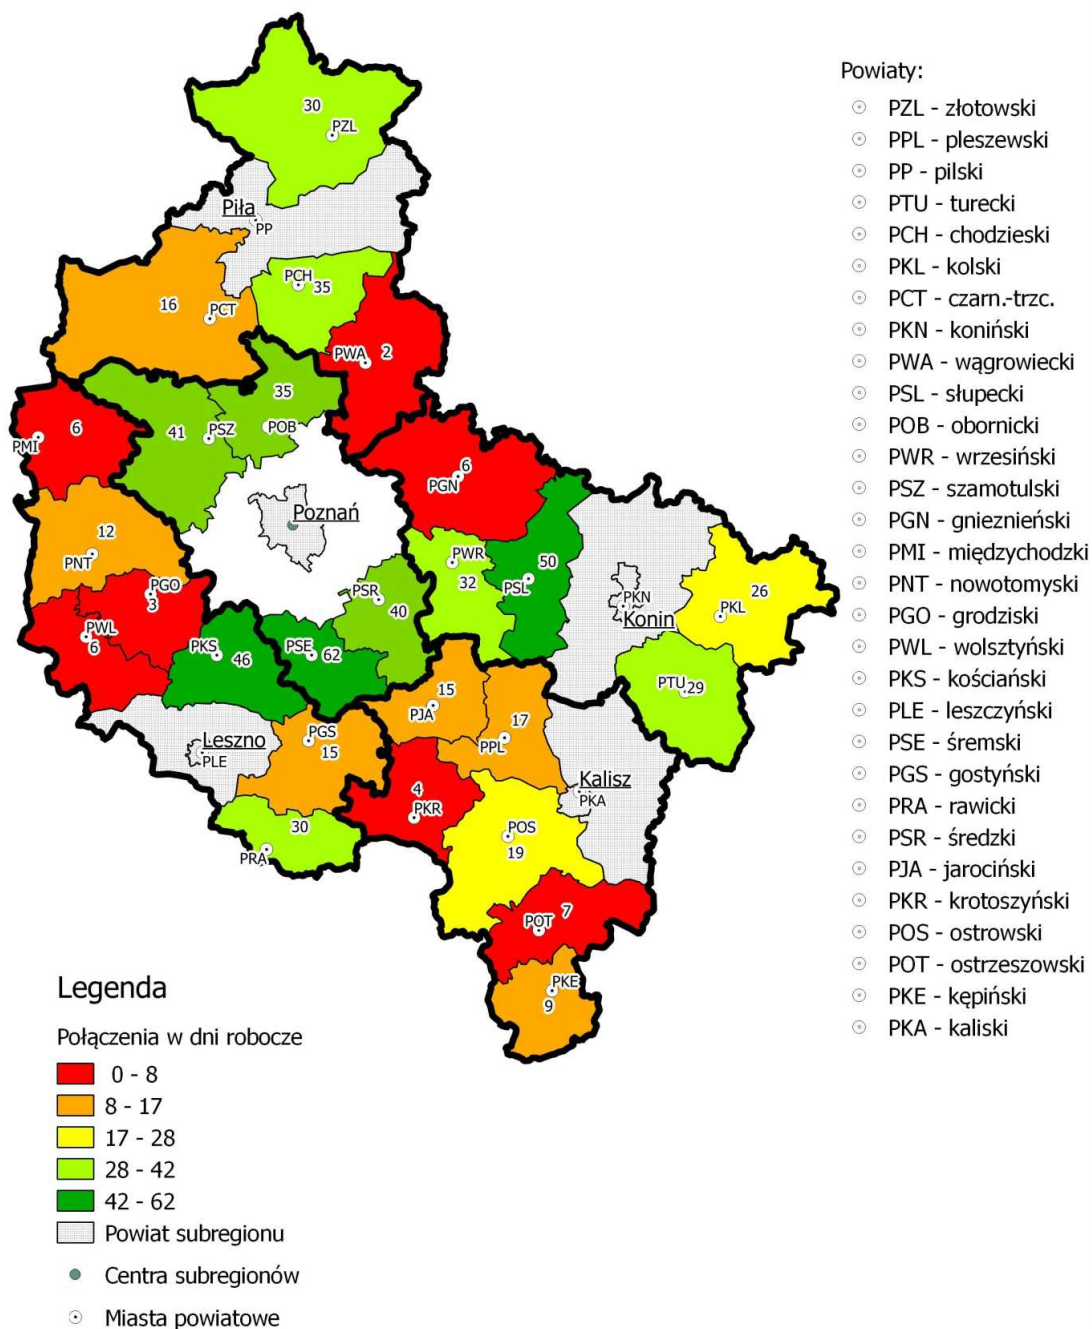 30
PZL
Piła
PP
PCH
35
16
PCT
PWA
2
35
POB
41
PSZ
6
PMI
6
PGN
Poznań
12
PNT
PWR
32
50
PSL
PGO
3
PSR
40
PKN
Konin
26
PKL
PWL
6
PKS
46
PSE
62
PTU
29
15
PJA
17
PPL
Leszno
PLE
PGS
15
Kalisz
PKA
4
PKR
30
PRA
POS
19
7
POT
PKE
9
Powiaty:
PZL - złotowski
PPL - pleszewski
PP - pilski
PTU - turecki
PCH - chodzieski
PKL - kolski
PCT - czarn.-trzc.
PKN - koniński
PWA - wągrowiecki
PSL - słupecki
POB - obornicki
PWR - wrzesiński
PSZ - szamotulski
PGN - gnieznieński
PMI - międzychodzki
PNT - nowotomyski
PGO - grodziski
PWL - wolsztyński
PKS - kościański
PLE - leszczyński
PSE - śremski
PGS - gostyński
PRA - rawicki
PSR - średzki
PJA - jarociński
PKR - krotoszyński
POS - ostrowski
POT - ostrzeszowski
PKE - kępiński
PKA - kaliski
Legenda
Połączenia w dni robocze
0 - 8
8 - 17
17 - 28
28 - 42
42 - 62
Powiat subregionu
Centra subregionów
Miasta powiatowe